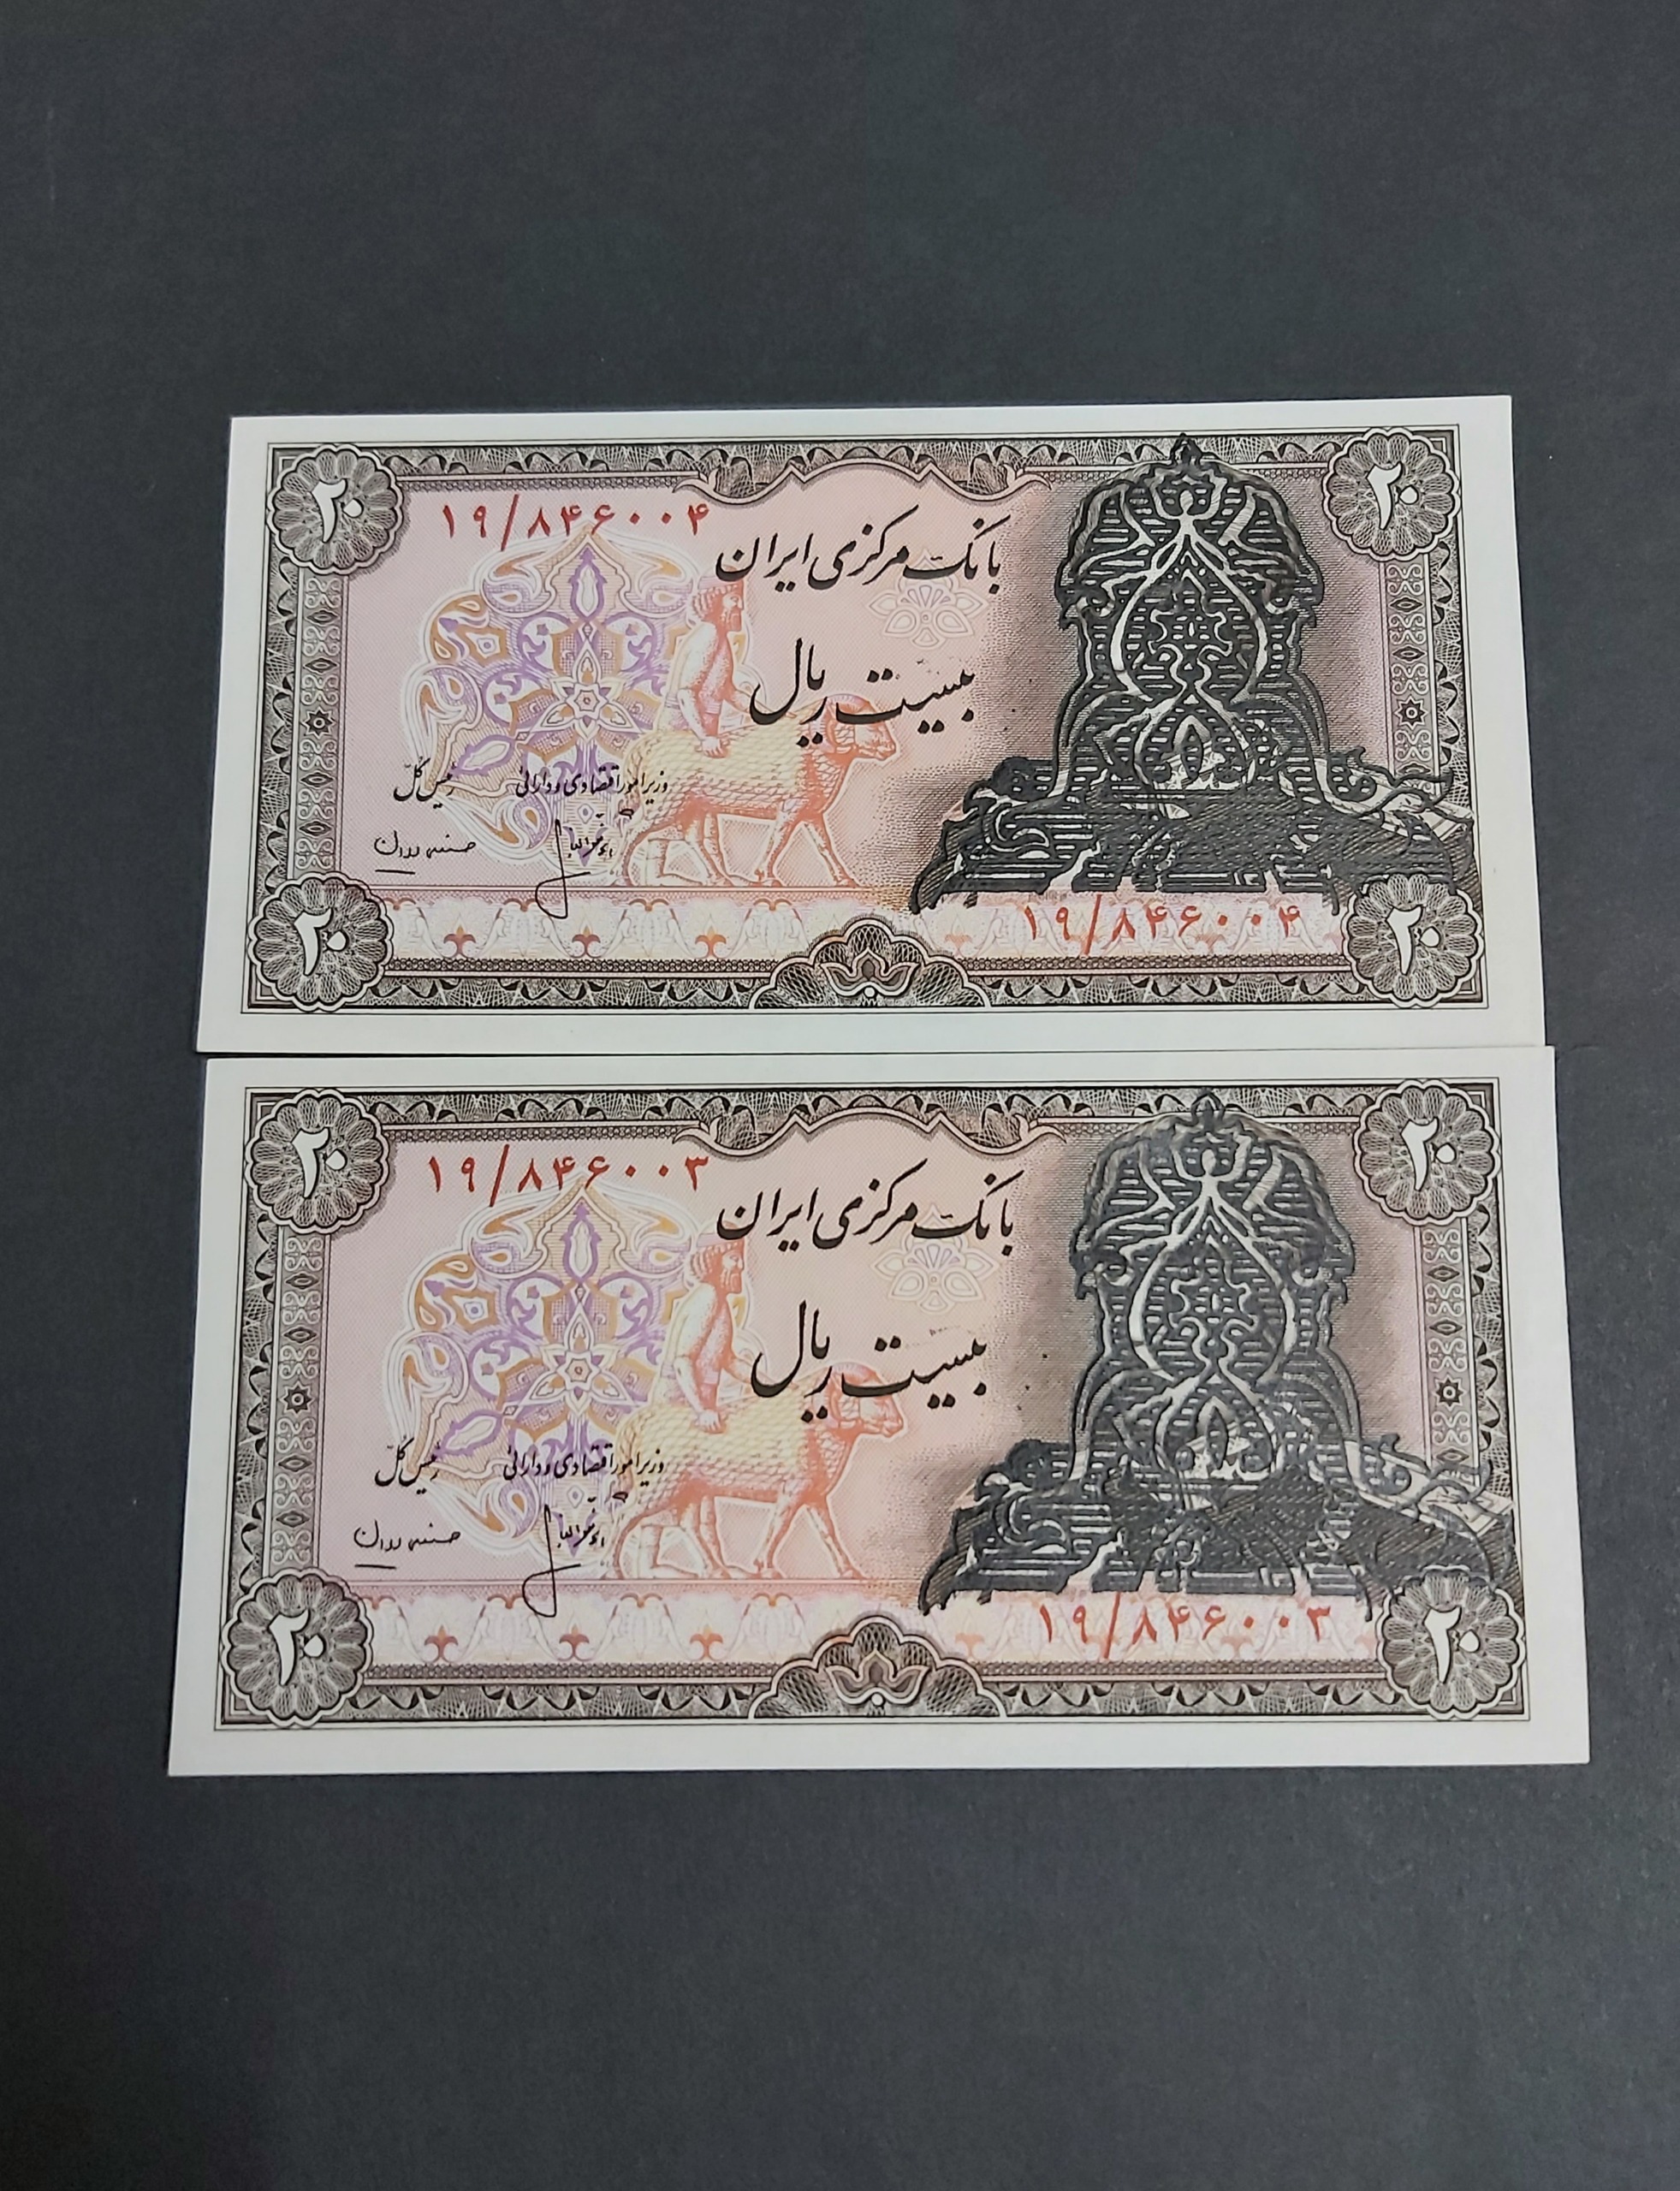 ۲۰
۲۰
۱۹/۸۴۶۰۰۴
بانک مرکزی ایران
بیست ریال
وزیر امور اقتصادی و دارائی
رئیس کل
۱۹/۸۴۶۰۰۴
۲۰
۲۰
۲۰
۲۰
۱۹/۸۴۶۰۰۳
بانک مرکزی ایران
بیست ریال
وزیر امور اقتصادی و دارائی
رئیس کل
۱۹/۸۴۶۰۰۳
۲۰
۲۰